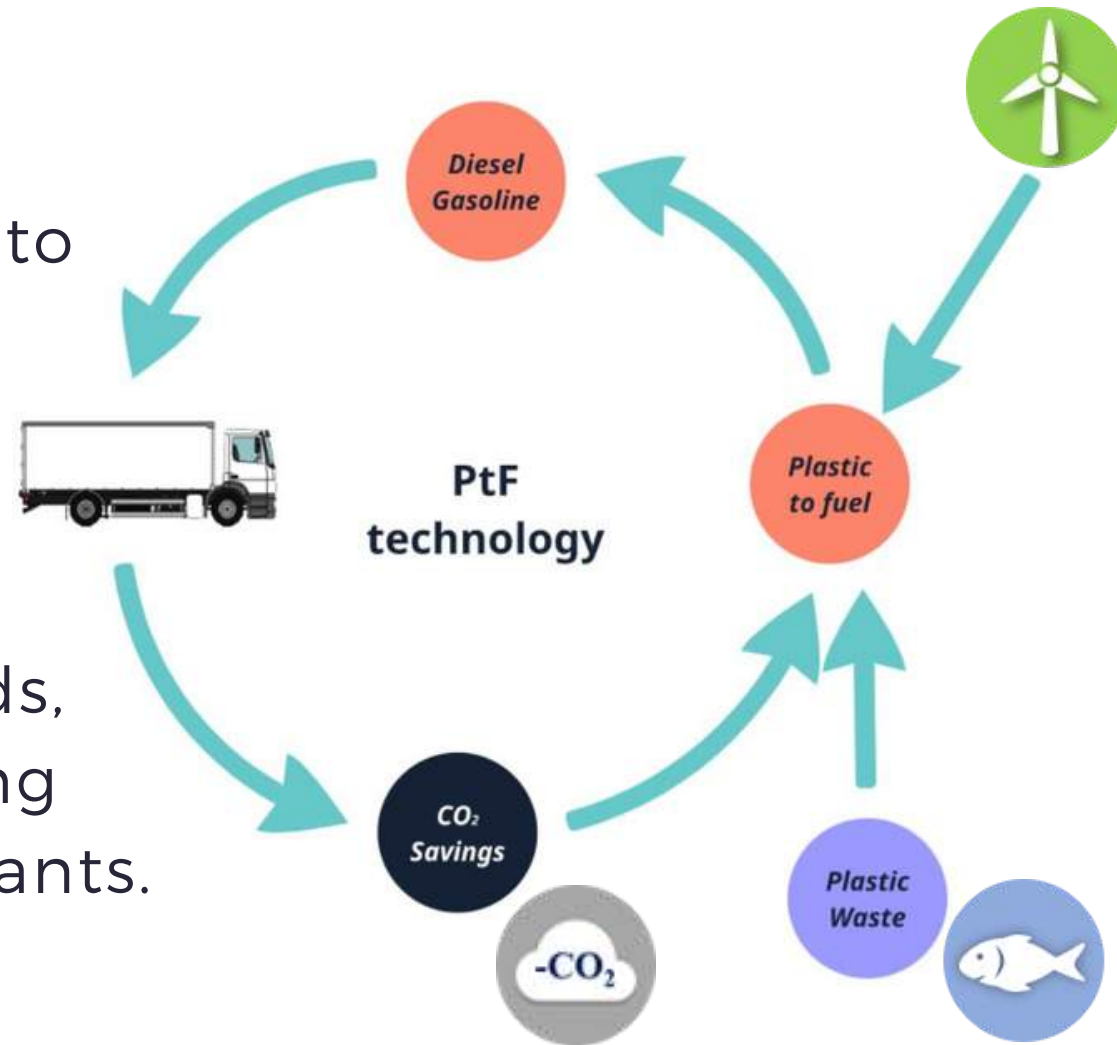 to
ds,
ng
ants.
Diesel
Gasoline
PtF
technology
Plastic
to fuel
CO₂
Savings
-CO₂
Plastic
Waste